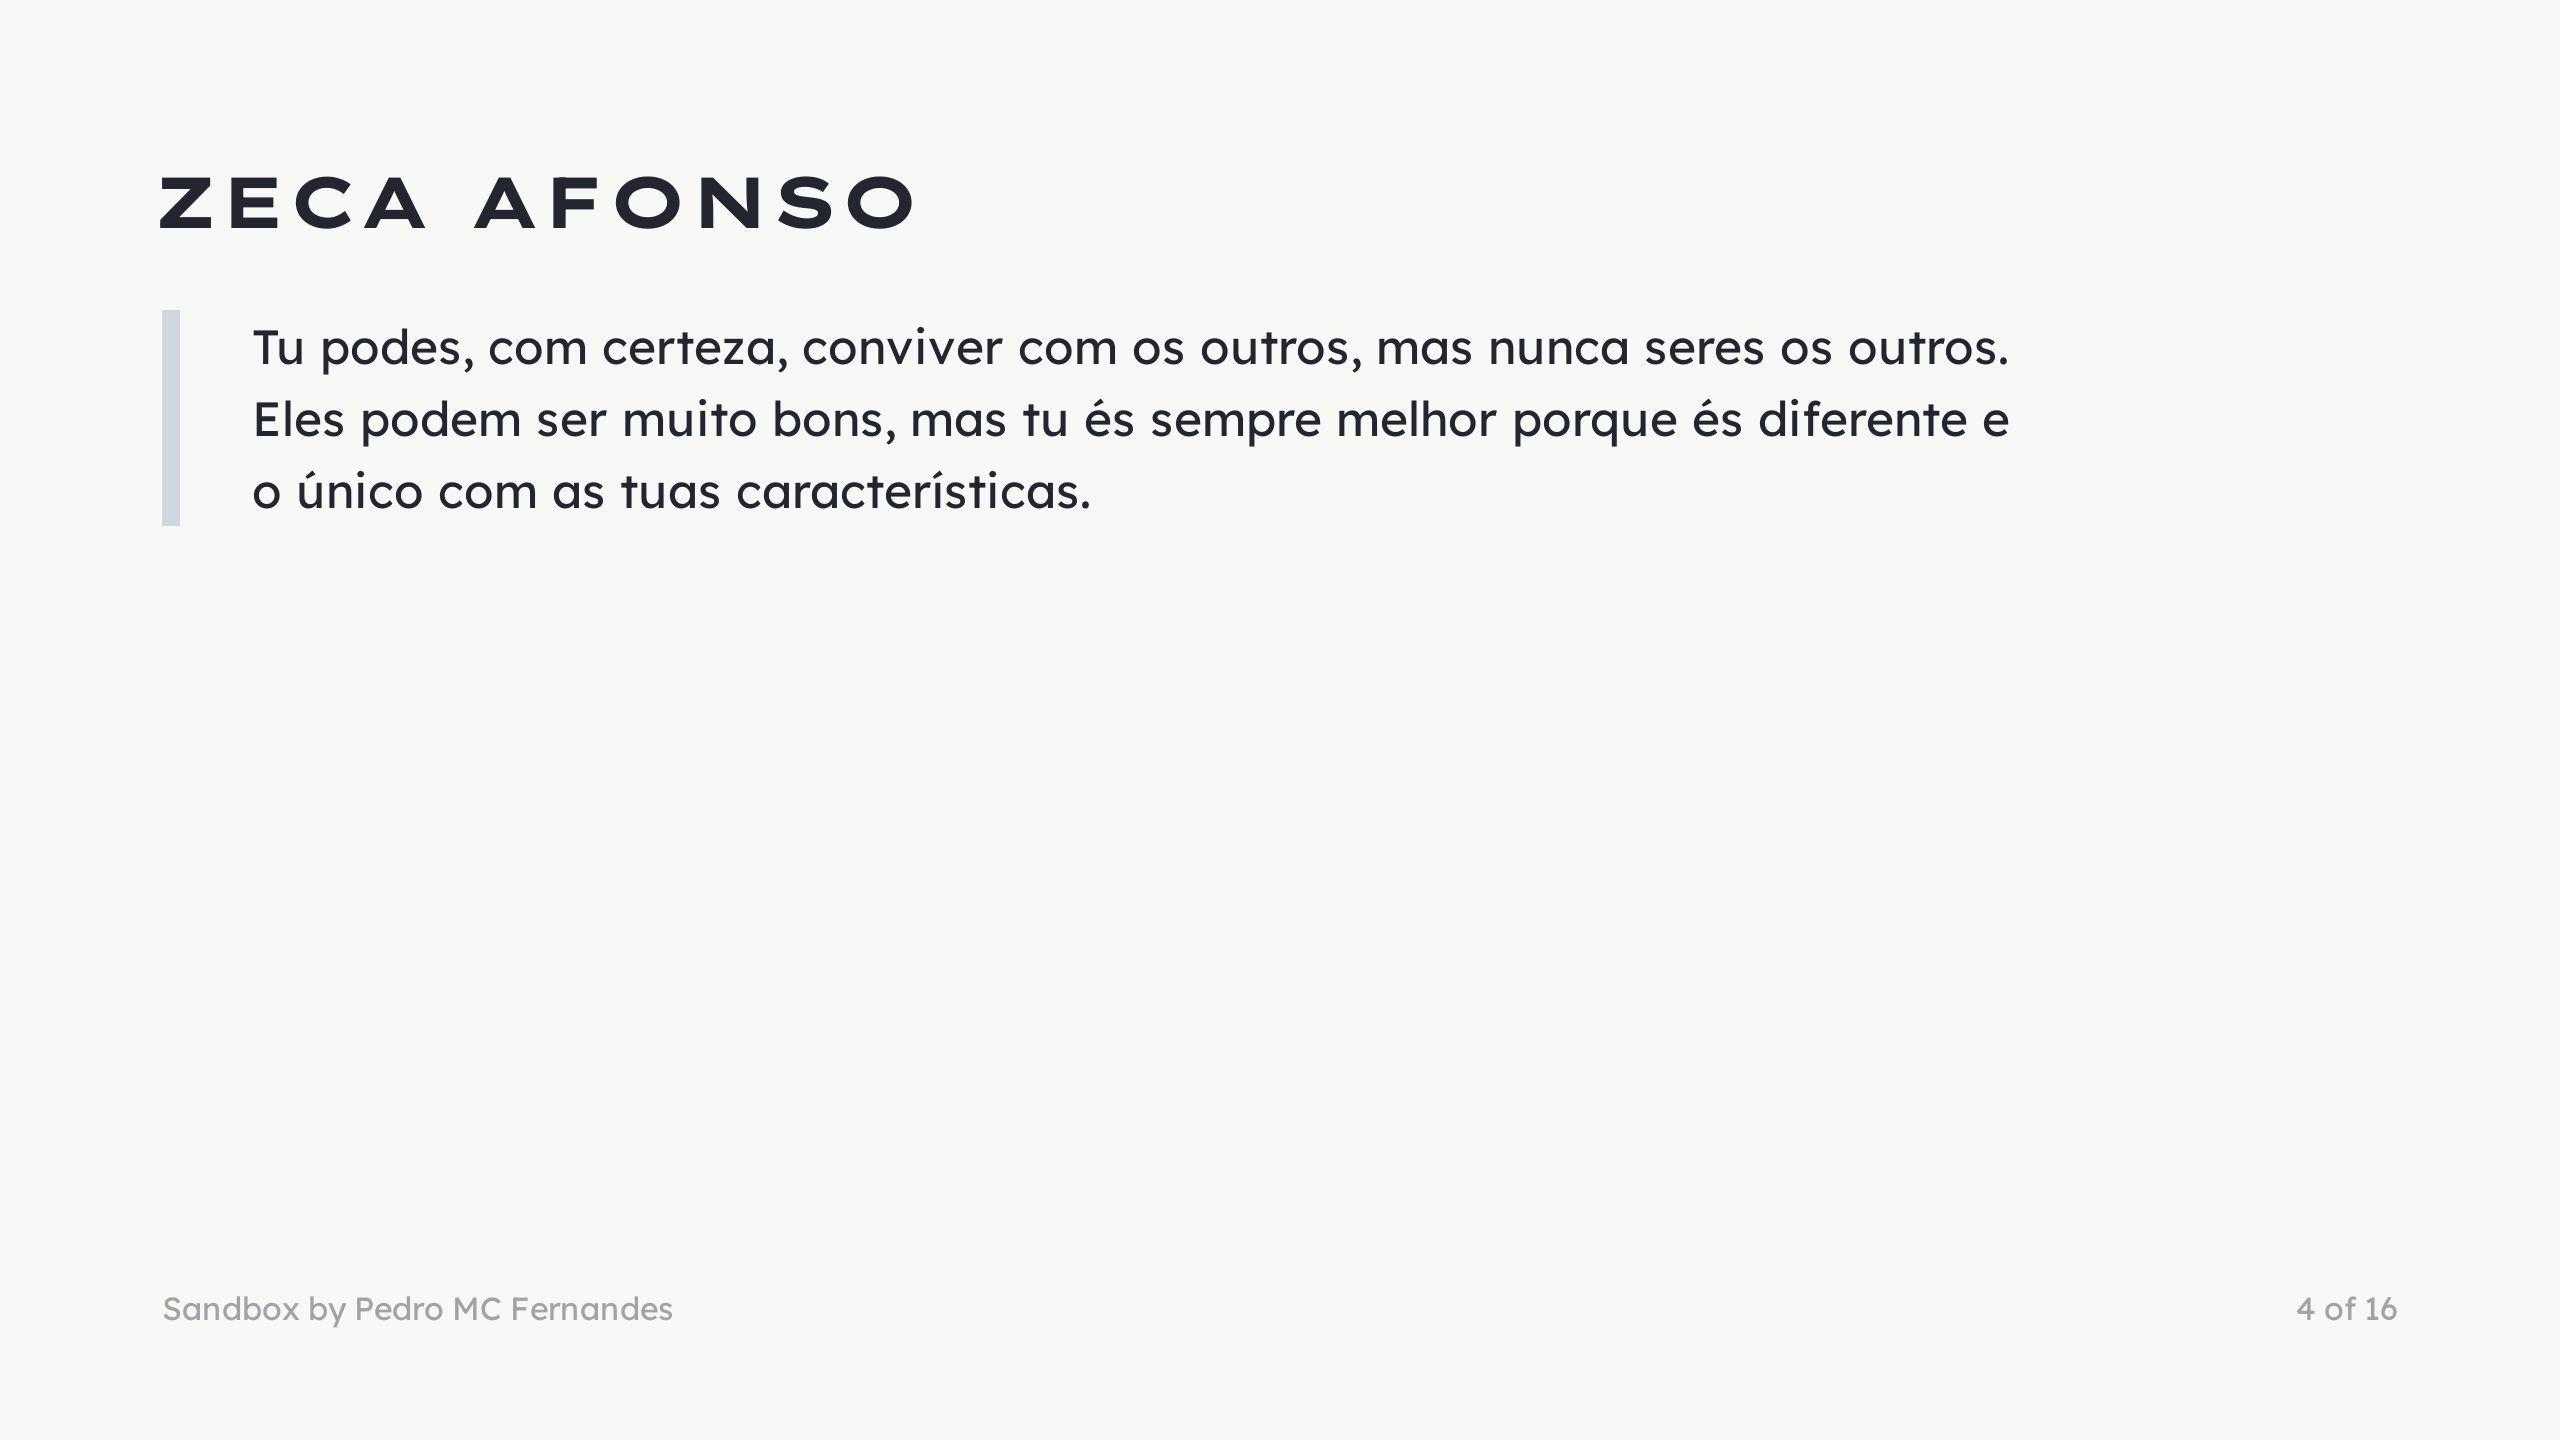 ZECA AFONSO
Tu podes, com certeza, conviver com os outros, mas nunca seres os outros.
Eles podem ser muito bons, mas tu és sempre melhor porque és diferente e
o único com as tuas características.
Sandbox by Pedro MC Fernandes
4 of 16